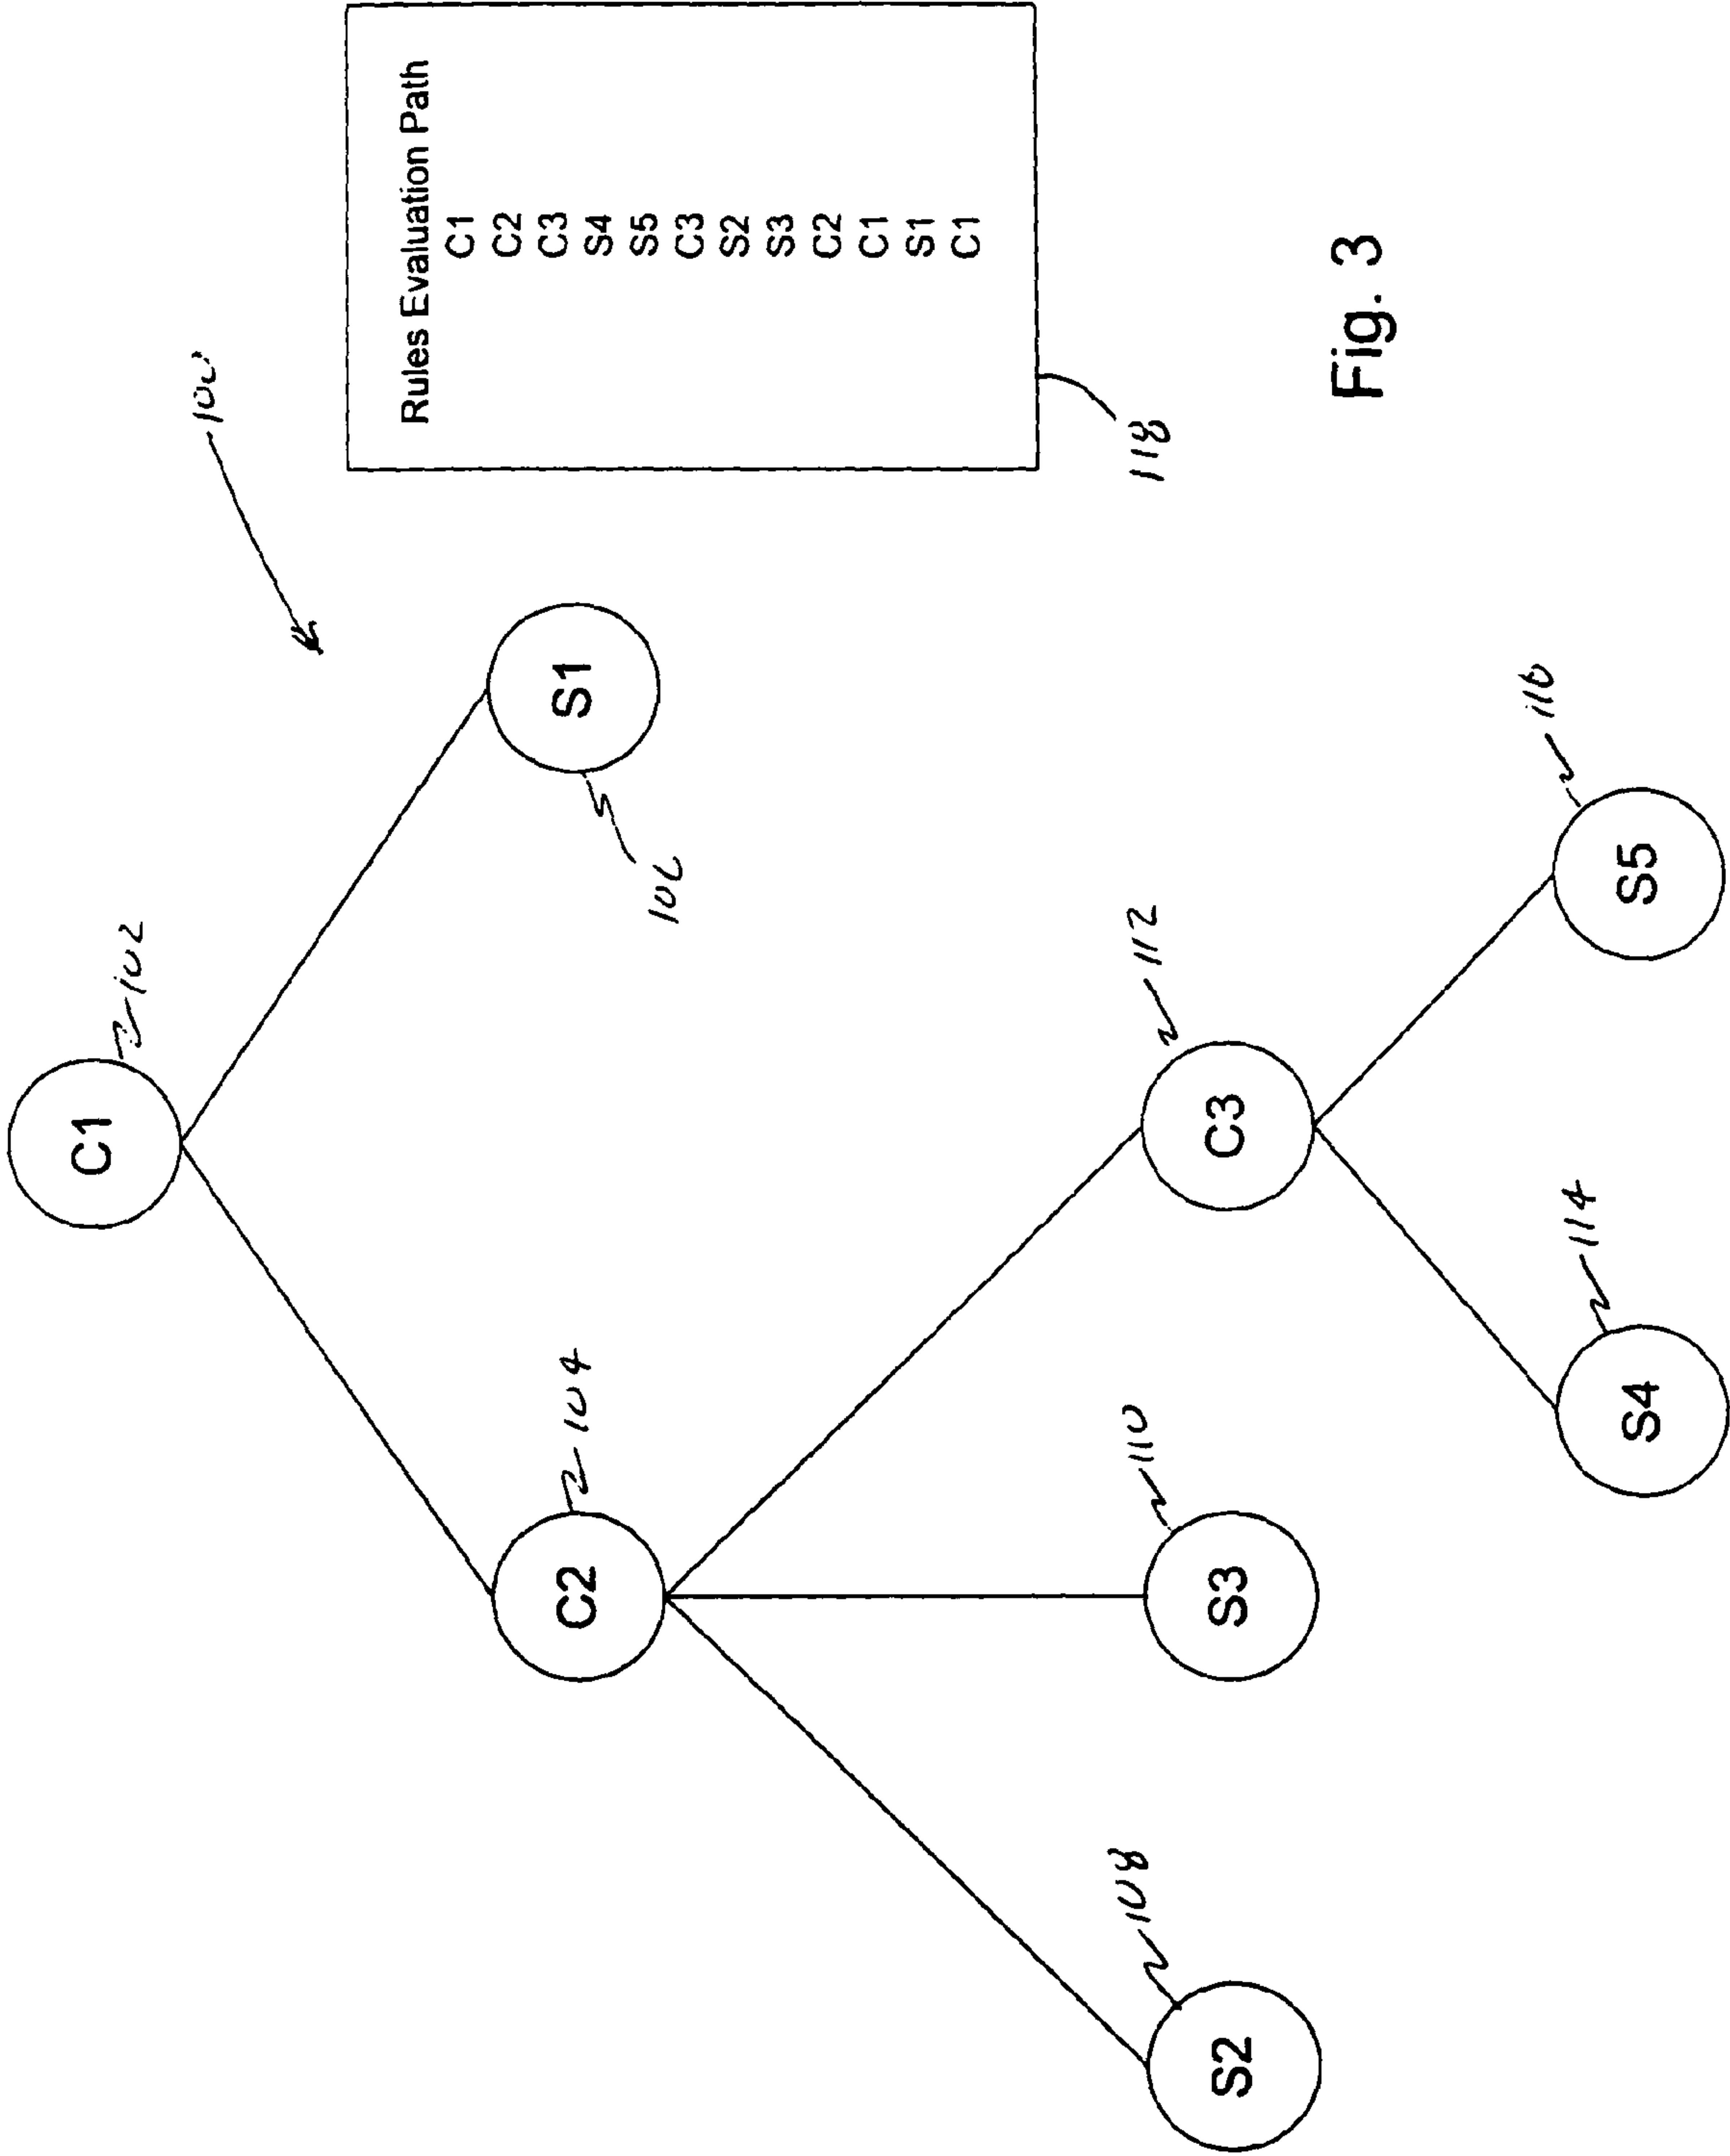 C1
102
100
S1
106
C2
104
S2
108
S3
110
C3
112
S4
114
S5
116
Rules Evaluation Path
C1
C2
C3
S4
S5
C3
S2
S3
C2
C1
S1
C1
118
Fig. 3